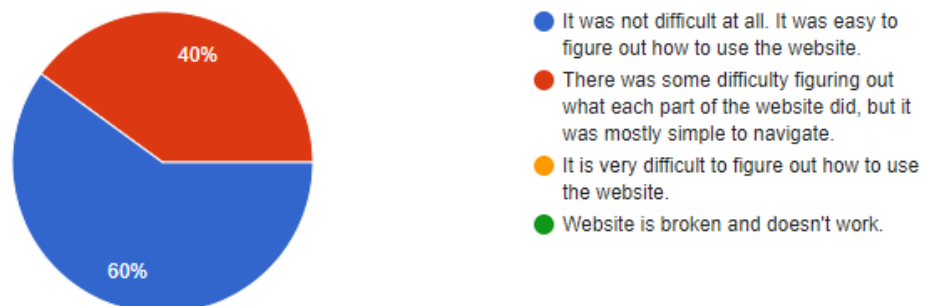 40%
60%
It was not difficult at all. It was easy to
figure out how to use the website.
There was some difficulty figuring out
what each part of the website did, but it
was mostly simple to navigate.
It is very difficult to figure out how to use
the website.
Website is broken and doesn't work.